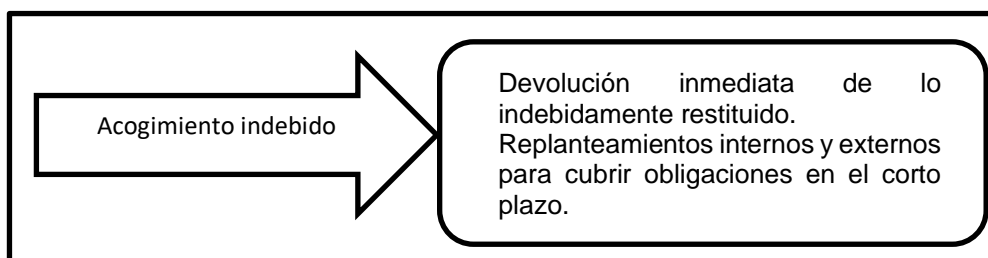 Acogimiento indebido
Devolución inmediata de lo
indebidamente restituido.
Replanteamientos internos y externos
para cubrir obligaciones en el corto
plazo.